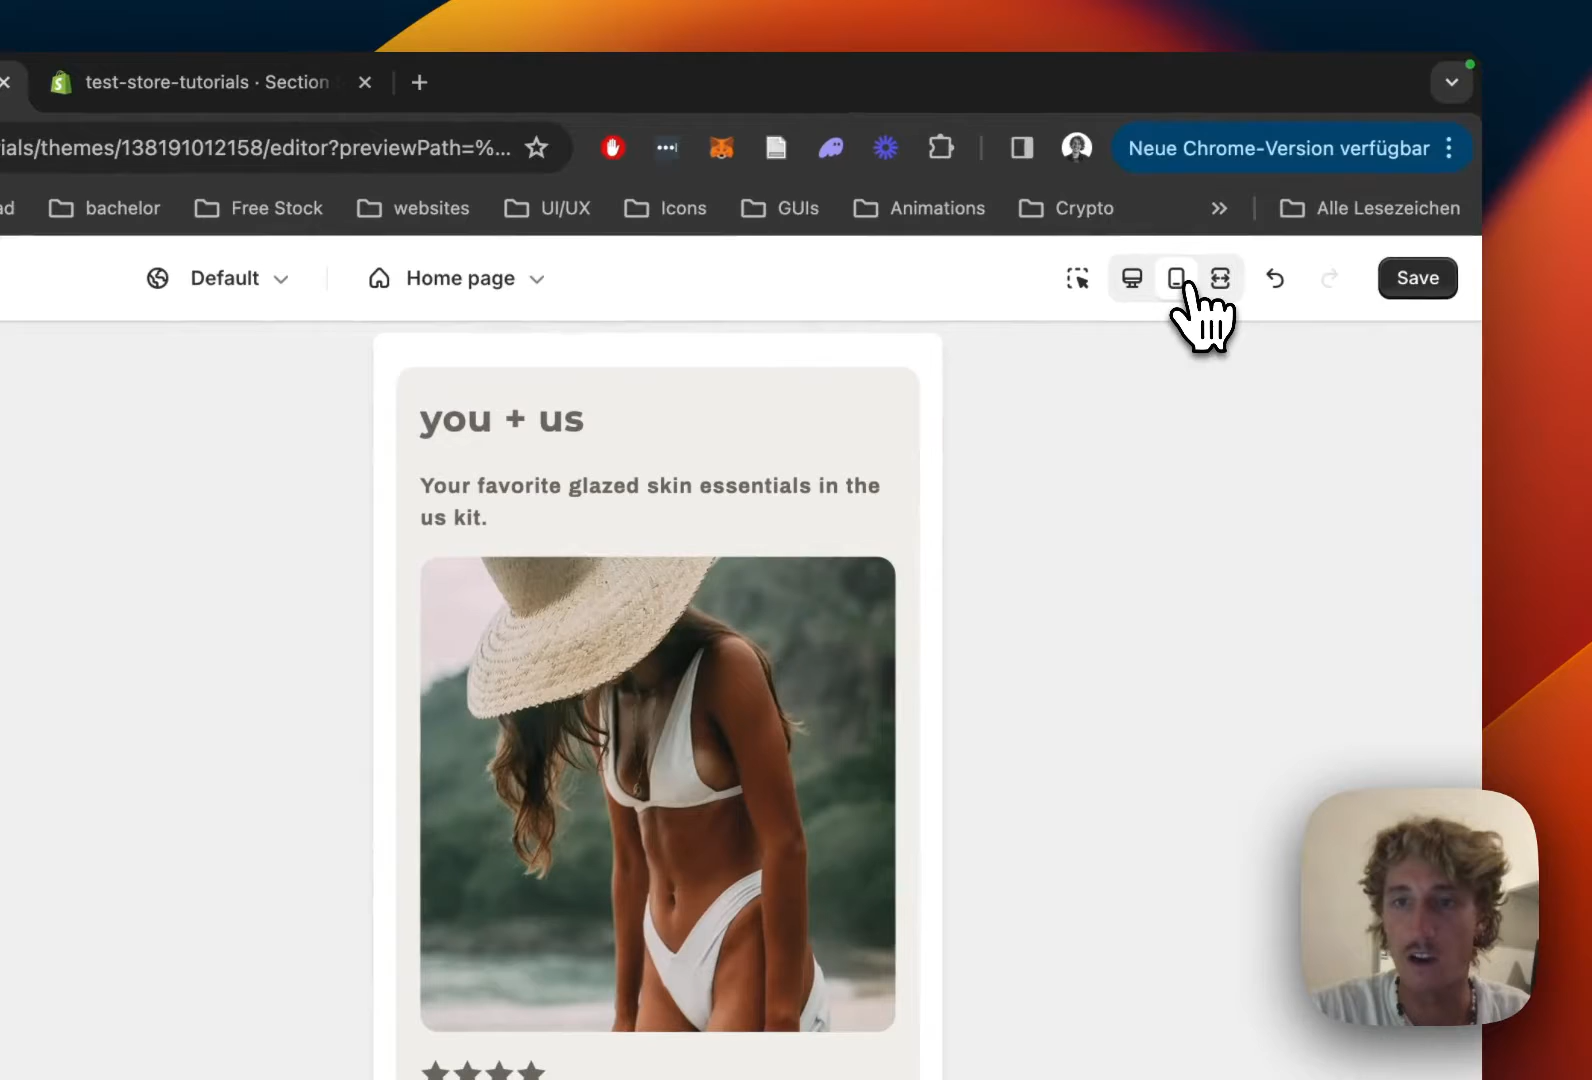 test-store-tutorials · Section
ials/themes/138191012158/editor?previewPath=%...
Neue Chrome-Version verfügbar
ad
bachelor
Free Stock
websites
UI/UX
Icons
GUIs
Animations
Crypto
Alle Lesezeichen
Default
Home page
Save
you + us
Your favorite glazed skin essentials in the
us kit.